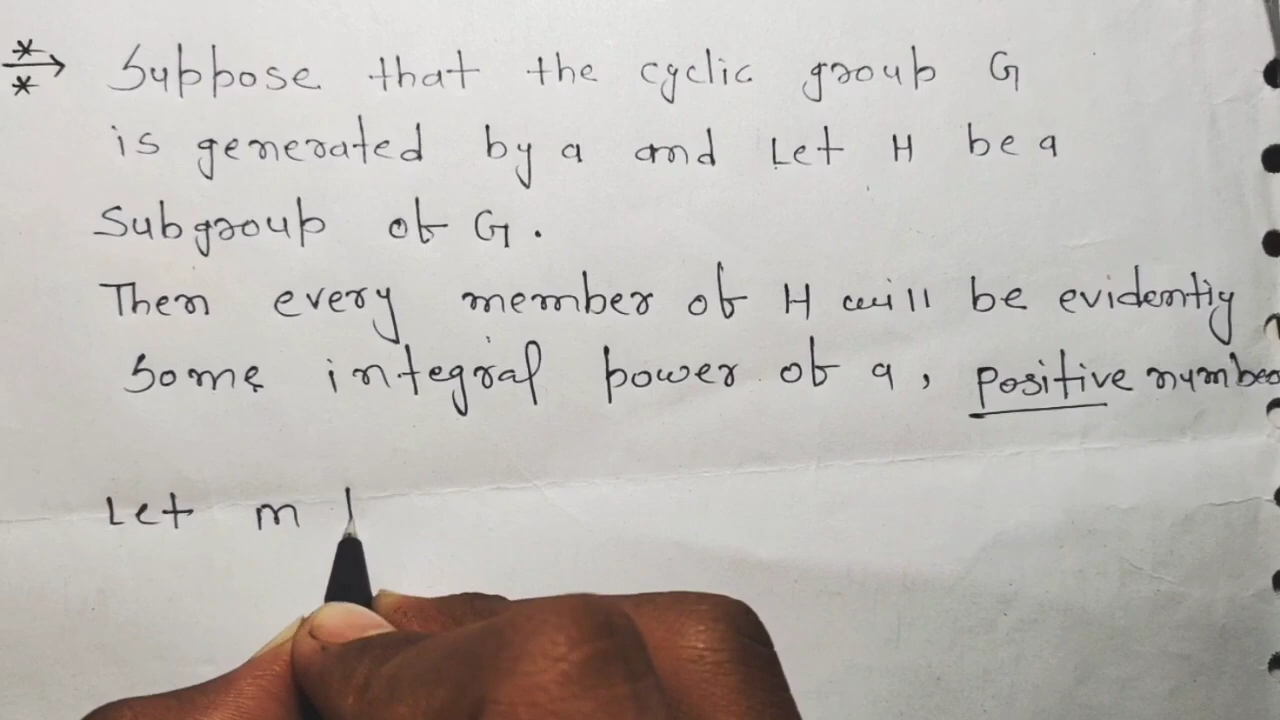 Suppose that the cyclic group G
is generated by a and Let H be a
Subgroup of G.
Then every member of H will be evidently
Some integral power of a, positive number
Let m